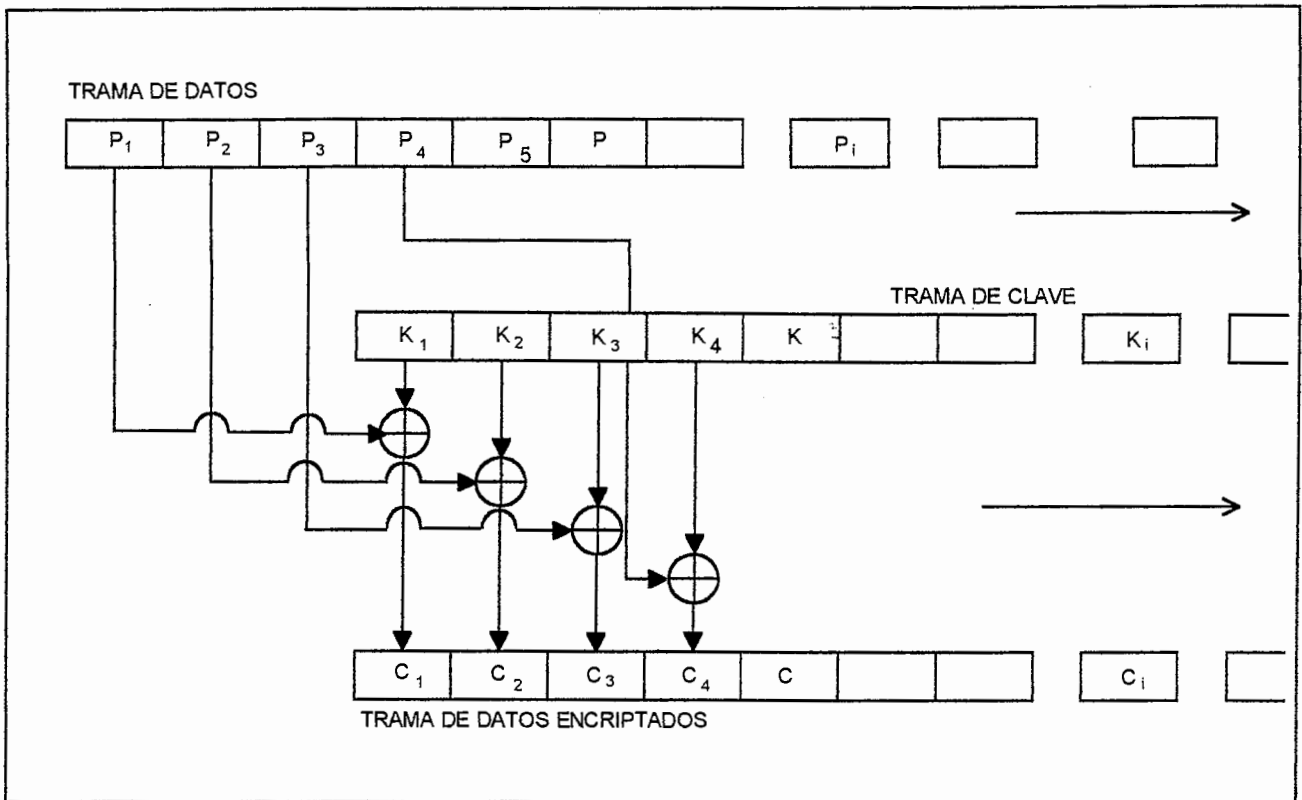 TRAMA DE DATOS
P₁ P₂ P₃ P₄ P₅ P Pᵢ
TRAMA DE CLAVE
K₁ K₂ K₃ K₄ K Kᵢ
C₁ C₂ C₃ C₄ C Cᵢ
TRAMA DE DATOS ENCRIPTADOS